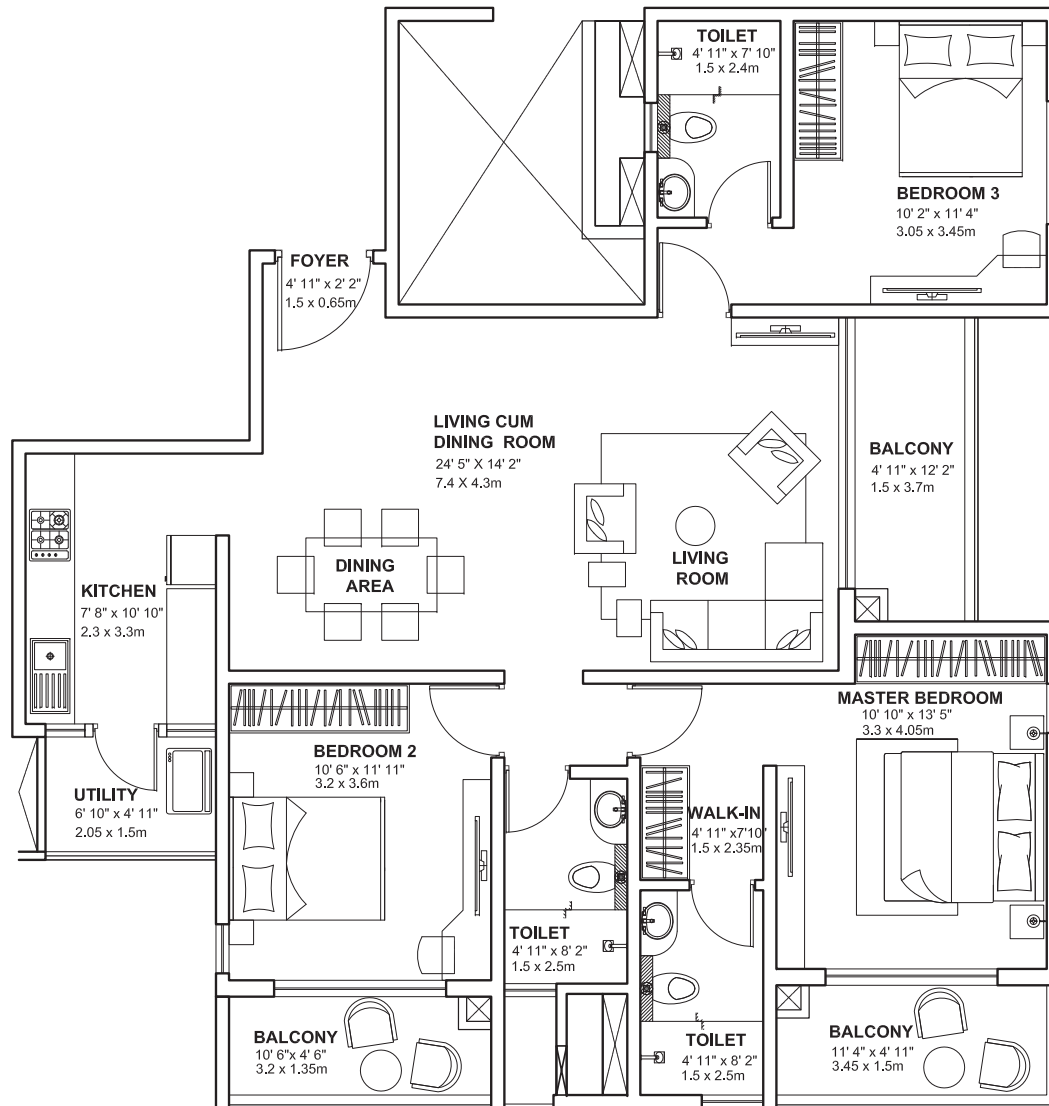 TOILET
4' 11" x 7' 10"
1.5 x 2.4m
BEDROOM 3
10' 2" x 11' 4"
3.05 x 3.45m
FOYER
4' 11" x 2' 2"
1.5 x 0.65m
LIVING CUM
DINING ROOM
24' 5" X 14' 2"
7.4 X 4.3m
BALCONY
4' 11" x 12' 2"
1.5 x 3.7m
LIVING
ROOM
DINING
AREA
KITCHEN
7' 8" x 10' 10"
2.3 x 3.3m
MASTER BEDROOM
10' 10" x 13' 5"
3.3 x 4.05m
BEDROOM 2
10' 6" x 11' 11"
3.2 x 3.6m
UTILITY
6' 10" x 4' 11"
2.05 x 1.5m
WALK-IN
4' 11" x7'10"
1.5 x 2.35m
TOILET
4' 11" x 8' 2"
1.5 x 2.5m
BALCONY
10' 6"x 4' 6"
3.2 x 1.35m
TOILET
4' 11" x 8' 2"
1.5 x 2.5m
BALCONY
11' 4" x 4' 11"
3.45 x 1.5m